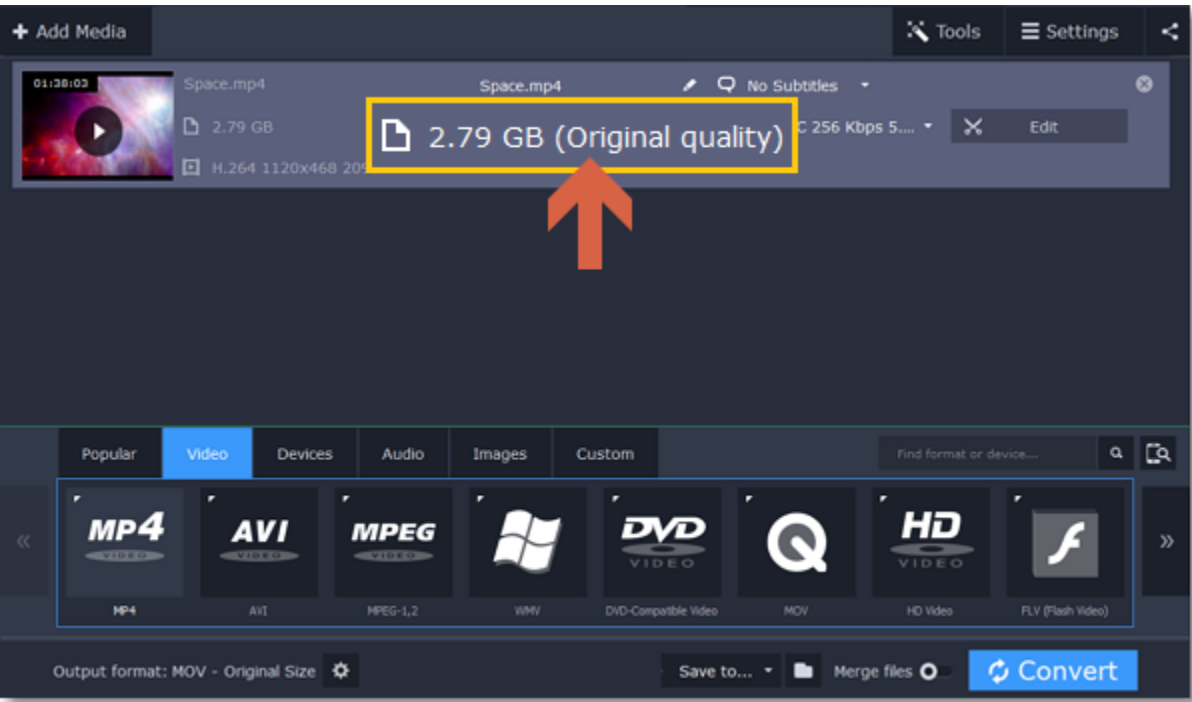 Add Media
Tools
Settings
01:38:03
Space.mp4
Space.mp4
No Subtitles
2.79 GB
2.79 GB (Original quality)
C 256 Kbps 5....
Edit
H.264 1120x468 209
Popular
Video
Devices
Audio
Images
Custom
Find format or device....
MP4
VIDEO
AVI
VIDEO
MPEG
VIDEO
DVD
VIDEO
HD
VIDEO
MP4
AVI
MPEG-1,2
WMV
DVD-Compatible Video
MOV
HD Video
FLV (Flash Video)
Output format: MOV - Original Size
Save to...
Merge files
Convert